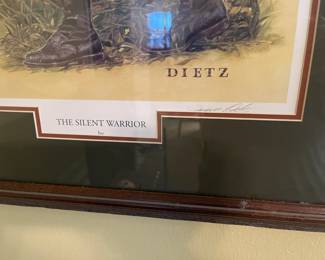 DIETZ
THE SILENT WARRIOR
by